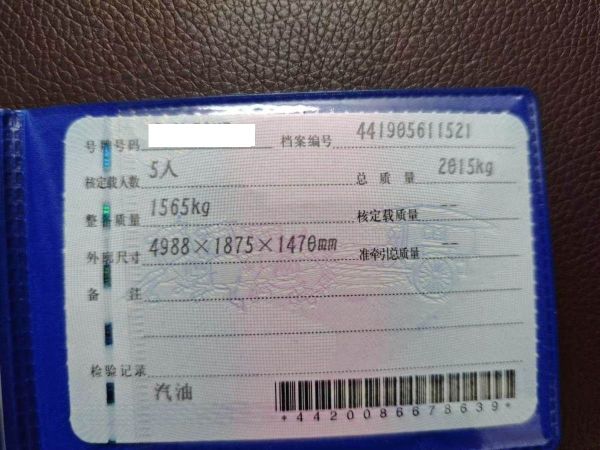 号牌号码 档案编号 441905611521
核定载人数 5人 总质量 2015kg
整备质量 1565kg 核定载质量 --
外廓尺寸 4988×1875×1470mm 准牵引总质量 --
备注
检验记录
汽油
*4420086678639*